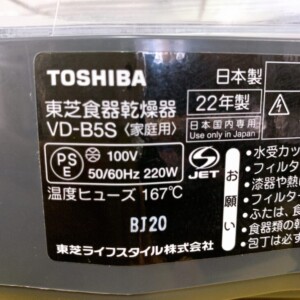 TOSHIBA
日本製
東芝食器乾燥器
22年製
VD-B5S〈家庭用〉
日本国内専用
Use only in Japan
PS
E
100V
50/60Hz 220W
S
JET
温度ヒューズ 167℃
BJ20
東芝ライフスタイル株式会社
お願い
・水受カッ
・フィルタ
・漆器や熱
・フィルタ
・ふたは、食
・食器類の乾
・包丁は必ず